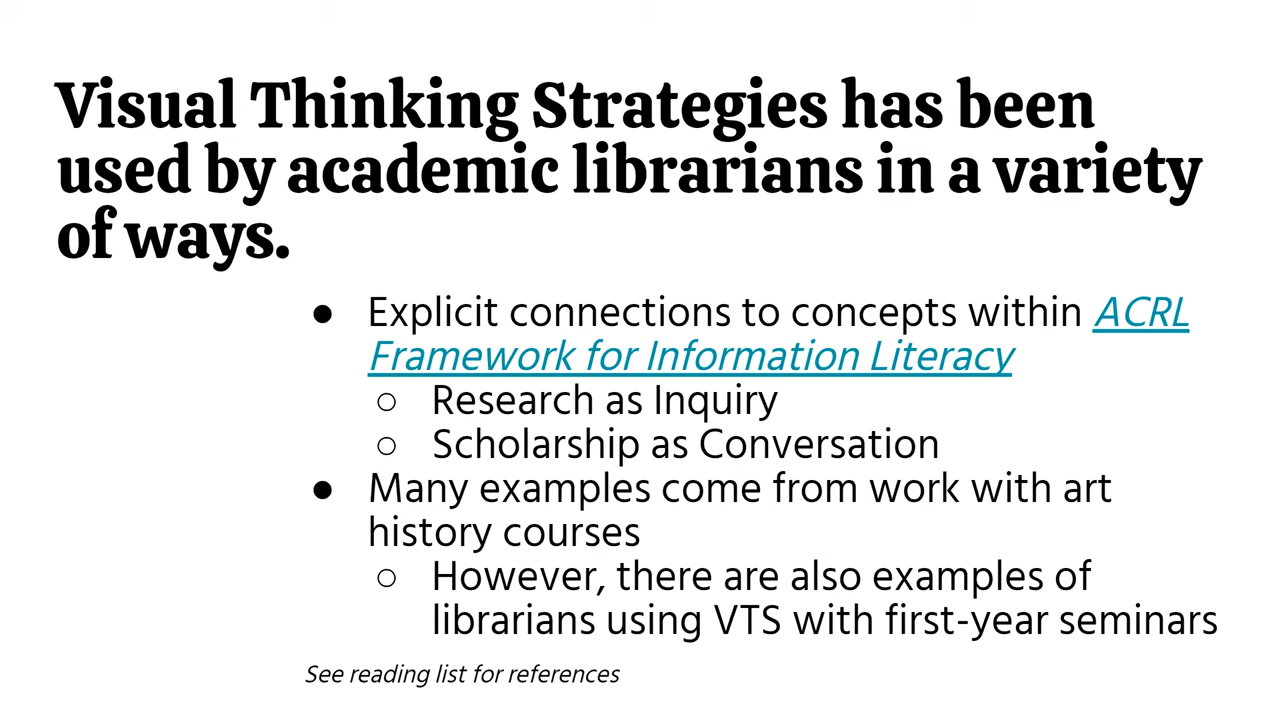 Visual Thinking Strategies has been
used by academic librarians in a variety
of ways.
● Explicit connections to concepts within ACRL
Framework for Information Literacy
○ Research as Inquiry
○ Scholarship as Conversation
● Many examples come from work with art
history courses
○ However, there are also examples of
librarians using VTS with first-year seminars
See reading list for references